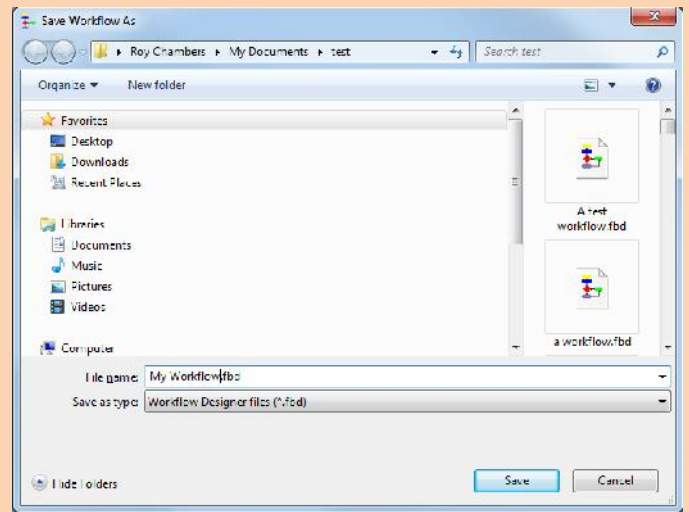 Save Workflow As
Roy Chambers ▸ My Documents ▸ test
Search test
Organize
New folder
Favorites
Desktop
Downloads
Recent Places
Libraries
Documents
Music
Pictures
Videos
Computer
A test
workflow.fbd
a workflow.fbd
File name: My Workflow.fbd
Save as type: Workflow Designer files (*.fbd)
Hide Folders
Save
Cancel